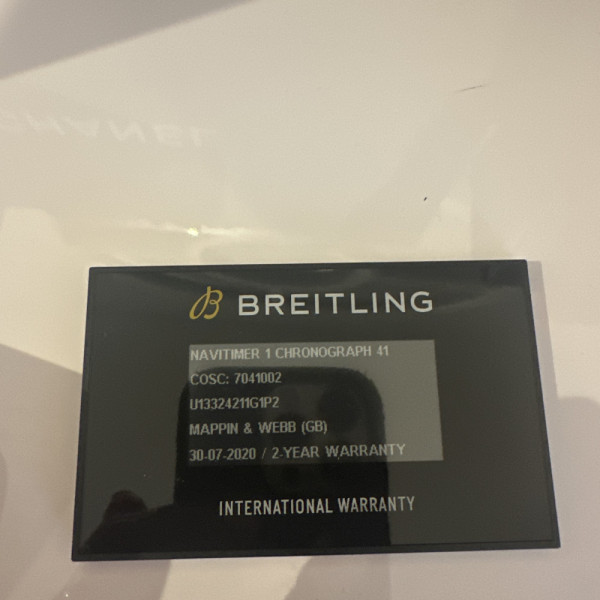 CHANEL
BREITLING
NAVITIMER 1 CHRONOGRAPH 41
COSC: 7041002
U13324211G1P2
MAPPIN & WEBB (GB)
30-07-2020 / 2-YEAR WARRANTY
INTERNATIONAL WARRANTY